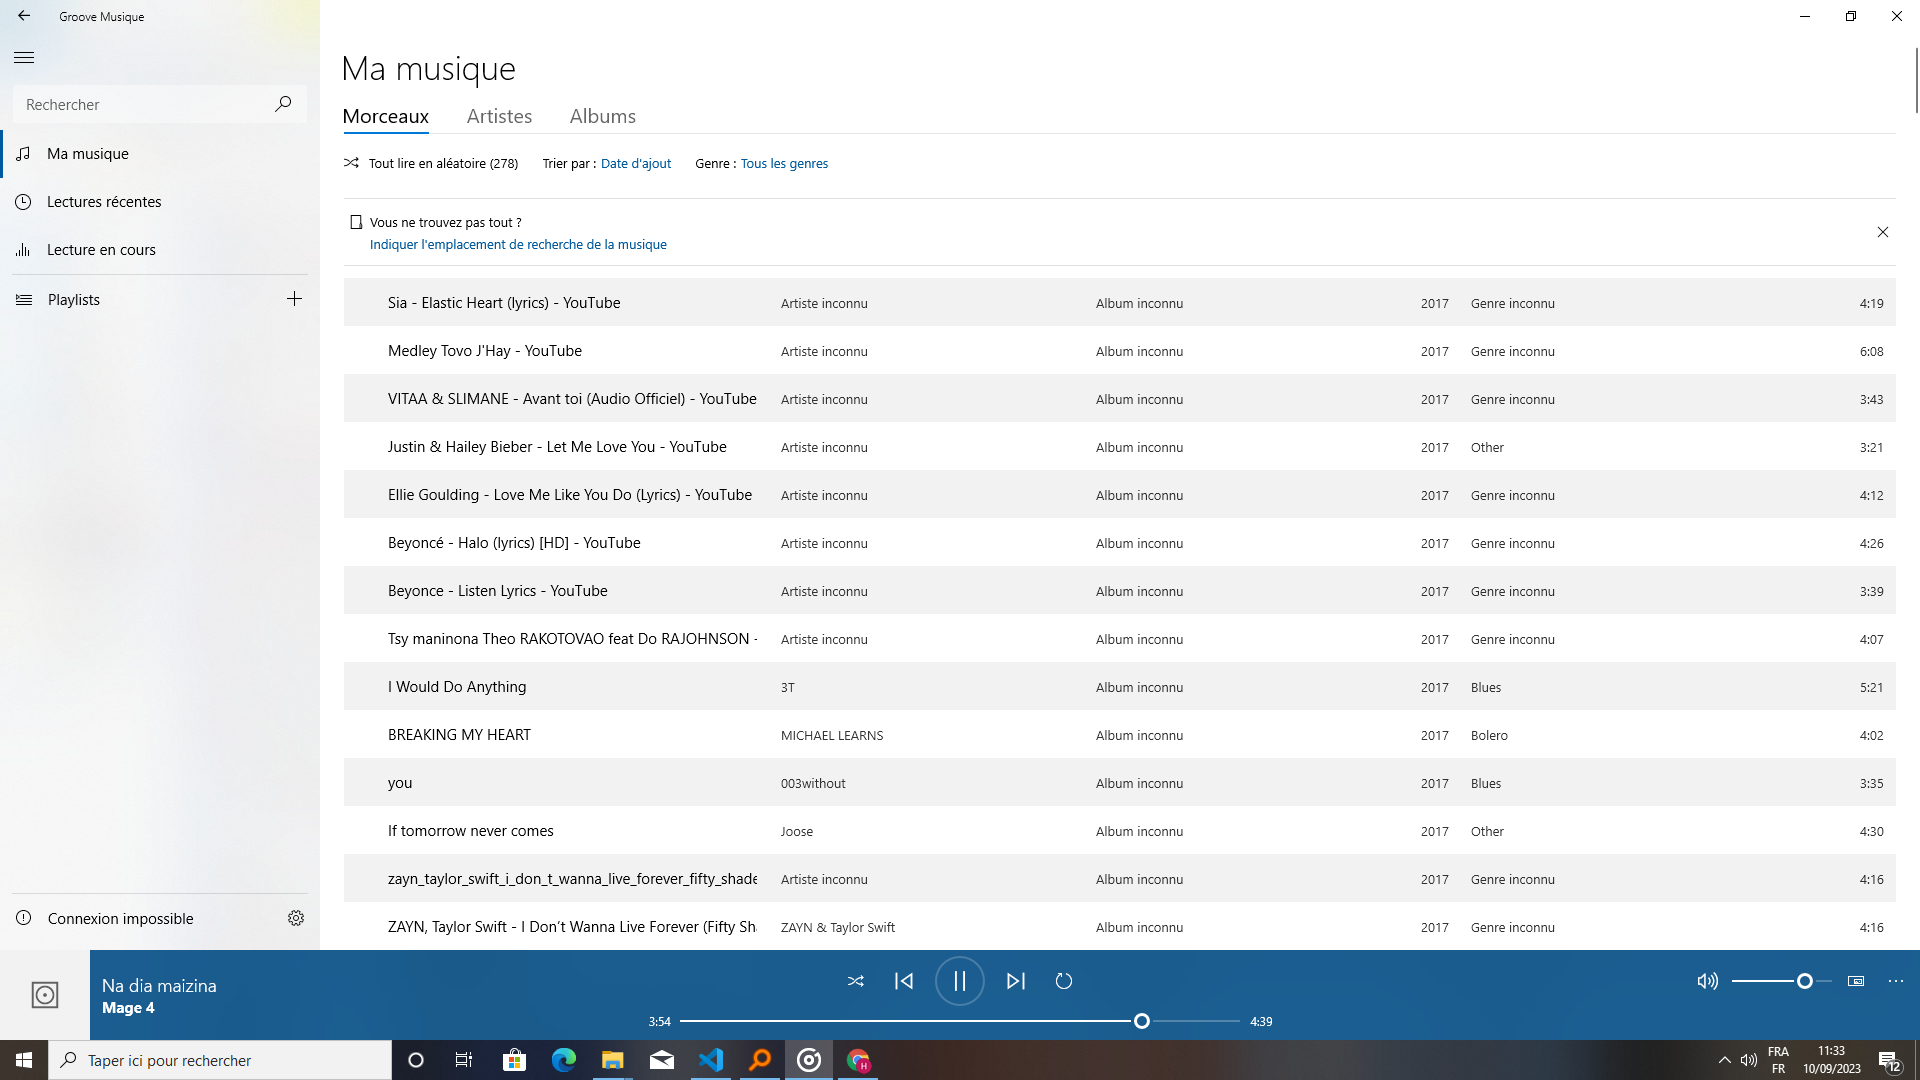 Groove Musique
Rechercher
Ma musique
Lectures récentes
Lecture en cours
Playlists
Connexion impossible
Ma musique
Morceaux Artistes Albums
Tout lire en aléatoire (278) Trier par : Date d'ajout Genre : Tous les genres
Vous ne trouvez pas tout ?
Indiquer l'emplacement de recherche de la musique
Sia - Elastic Heart (lyrics) - YouTube Artiste inconnu Album inconnu 2017 Genre inconnu 4:19
Medley Tovo J'Hay - YouTube Artiste inconnu Album inconnu 2017 Genre inconnu 6:08
VITAA & SLIMANE - Avant toi (Audio Officiel) - YouTube Artiste inconnu Album inconnu 2017 Genre inconnu 3:43
Justin & Hailey Bieber - Let Me Love You - YouTube Artiste inconnu Album inconnu 2017 Other 3:21
Ellie Goulding - Love Me Like You Do (Lyrics) - YouTube Artiste inconnu Album inconnu 2017 Genre inconnu 4:12
Beyoncé - Halo (lyrics) [HD] - YouTube Artiste inconnu Album inconnu 2017 Genre inconnu 4:26
Beyonce - Listen Lyrics - YouTube Artiste inconnu Album inconnu 2017 Genre inconnu 3:39
Tsy maninona Theo RAKOTOVAO feat Do RAJOHNSON - Artiste inconnu Album inconnu 2017 Genre inconnu 4:07
I Would Do Anything 3T Album inconnu 2017 Blues 5:21
BREAKING MY HEART MICHAEL LEARNS Album inconnu 2017 Bolero 4:02
you 003without Album inconnu 2017 Blues 3:35
If tomorrow never comes Joose Album inconnu 2017 Other 4:30
zayn_taylor_swift_i_don_t_wanna_live_forever_fifty_shade Artiste inconnu Album inconnu 2017 Genre inconnu 4:16
ZAYN, Taylor Swift - I Don't Wanna Live Forever (Fifty Sha ZAYN & Taylor Swift Album inconnu 2017 Genre inconnu 4:16
Na dia maizina
Mage 4
3:54 4:39
Taper ici pour rechercher
H
FRA
FR
11:33
10/09/2023
12